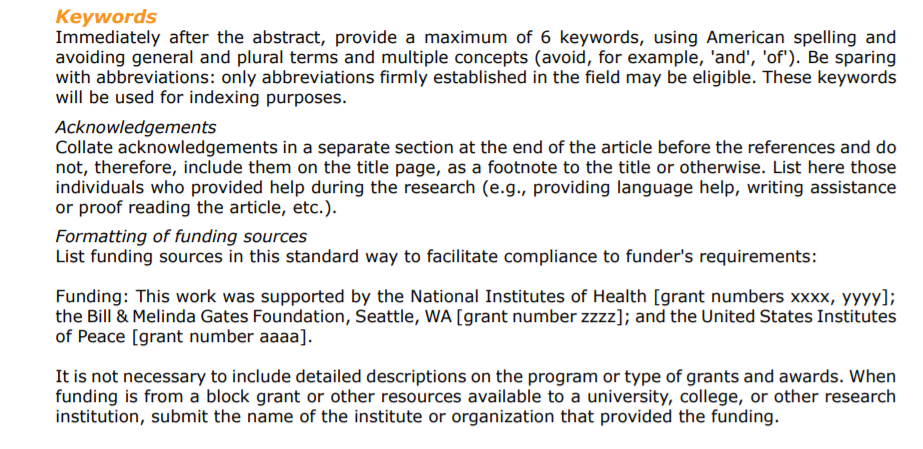 Keywords
Immediately after the abstract, provide a maximum of 6 keywords, using American spelling and
avoiding general and plural terms and multiple concepts (avoid, for example, 'and', 'of'). Be sparing
with abbreviations: only abbreviations firmly established in the field may be eligible. These keywords
will be used for indexing purposes.
Acknowledgements
Collate acknowledgements in a separate section at the end of the article before the references and do
not, therefore, include them on the title page, as a footnote to the title or otherwise. List here those
individuals who provided help during the research (e.g., providing language help, writing assistance
or proof reading the article, etc.).
Formatting of funding sources
List funding sources in this standard way to facilitate compliance to funder's requirements:
Funding: This work was supported by the National Institutes of Health [grant numbers xxxx, yyyy];
the Bill & Melinda Gates Foundation, Seattle, WA [grant number zzzz]; and the United States Institutes
of Peace [grant number aaaa].
It is not necessary to include detailed descriptions on the program or type of grants and awards. When
funding is from a block grant or other resources available to a university, college, or other research
institution, submit the name of the institute or organization that provided the funding.